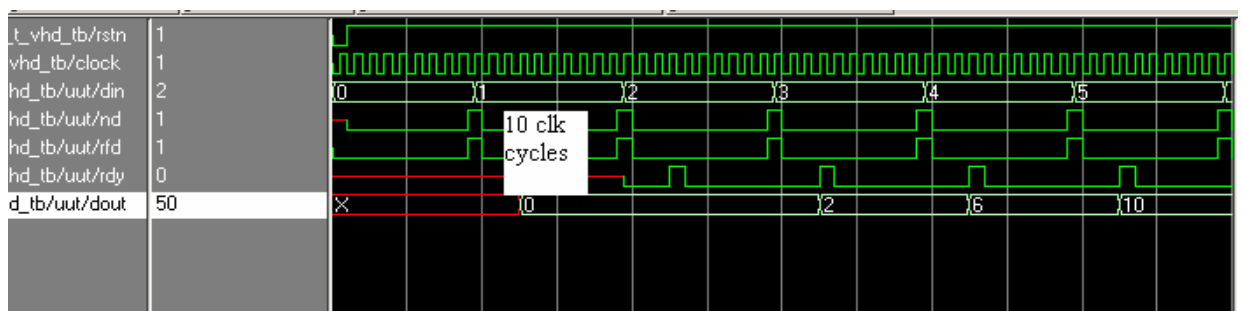 _t_vhd_tb/rstn 1
vhd_tb/clock 1
hd_tb/uut/din 2 0 1 2 3 4 5
hd_tb/uut/nd 1
hd_tb/uut/rfd 1
hd_tb/uut/rdy 0
d_tb/uut/dout 50 X 0 2 6 10
10 clk
cycles